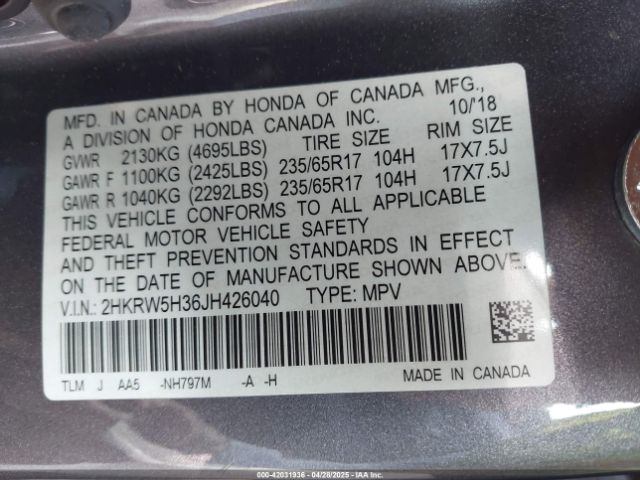 MFD. IN CANADA BY HONDA OF CANADA MFG.,
A DIVISION OF HONDA CANADA INC. 10/'18
GVWR 2130KG (4695LBS) TIRE SIZE RIM SIZE
GAWR F 1100KG (2425LBS) 235/65R17 104H 17X7.5J
GAWR R 1040KG (2292LBS) 235/65R17 104H 17X7.5J
THIS VEHICLE CONFORMS TO ALL APPLICABLE
FEDERAL MOTOR VEHICLE SAFETY
AND THEFT PREVENTION STANDARDS IN EFFECT
ON THE DATE OF MANUFACTURE SHOWN ABOVE.
V.I.N.: 2HKRW5H36JH426040 TYPE: MPV
TLM J AA5 -NH797M -A -H
MADE IN CANADA
000-42031936 - 04/28/2025 - IAA Inc.